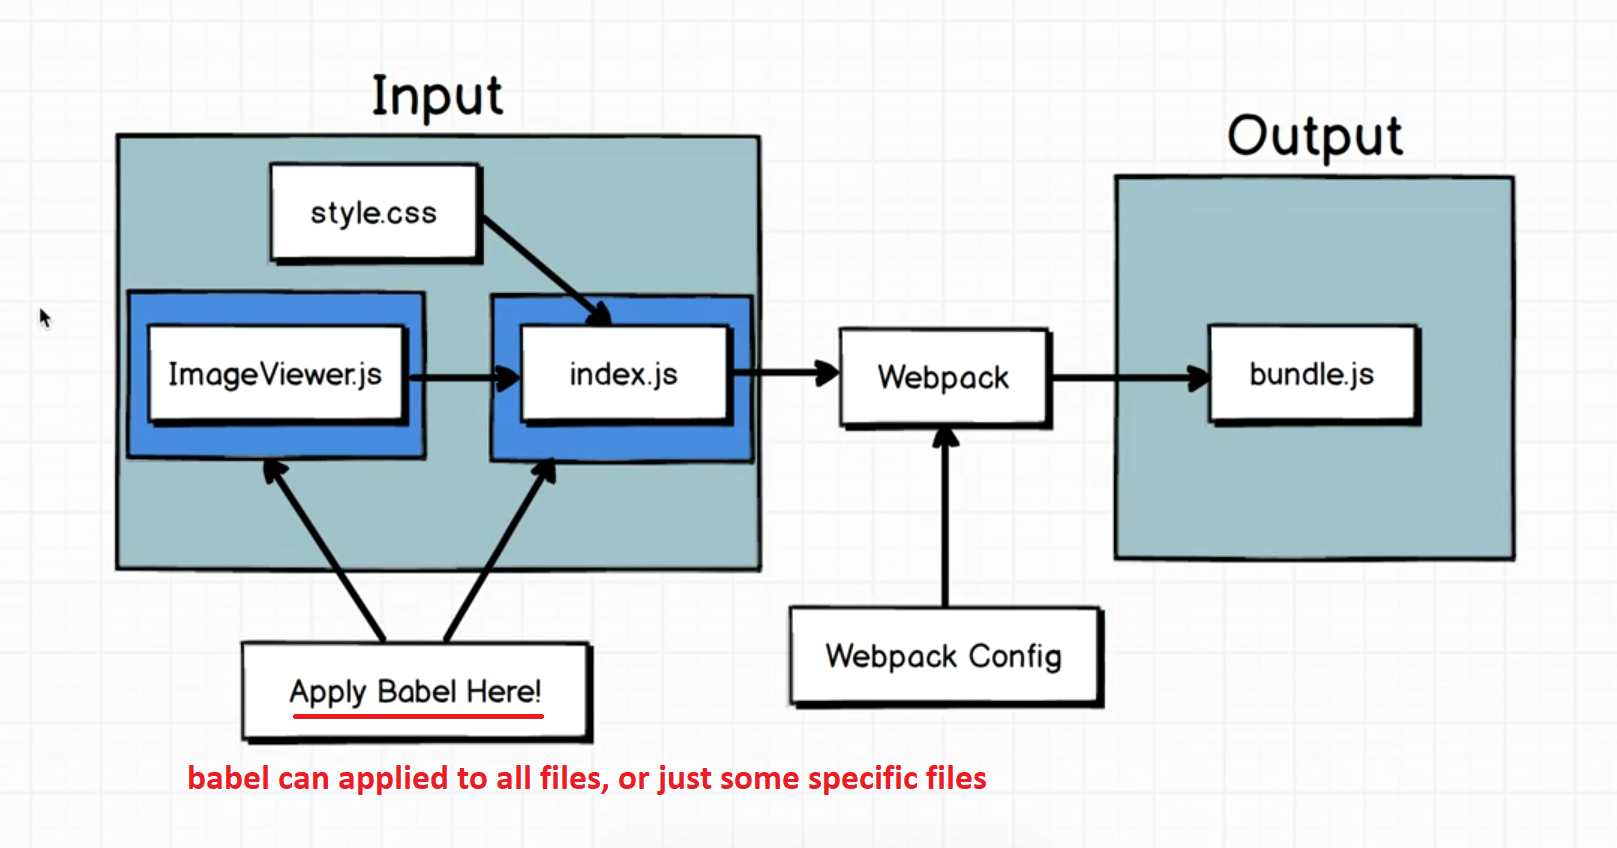 Input
Output
style.css
ImageViewer.js
index.js
Webpack
bundle.js
Webpack Config
Apply Babel Here!
babel can applied to all files, or just some specific files